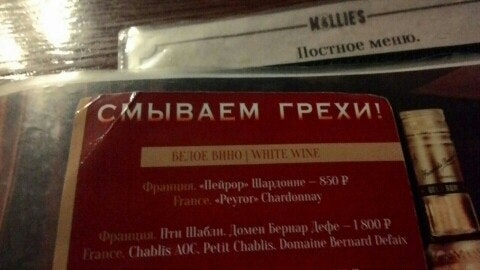 MOLLIES
Постное меню.
СМЫВАЕМ ГРЕХИ!
БЕЛОЕ ВИНО | WHITE WINE
Франция. «Пейрор» Шардоние – 850 ₽
France. «Peyror» Chardonnay
Франция. Пти Шабли. Домен Бернар Дефе – 1 800 ₽
France. Chablis AOC. Petit Chablis. Domaine Bernard Defaix